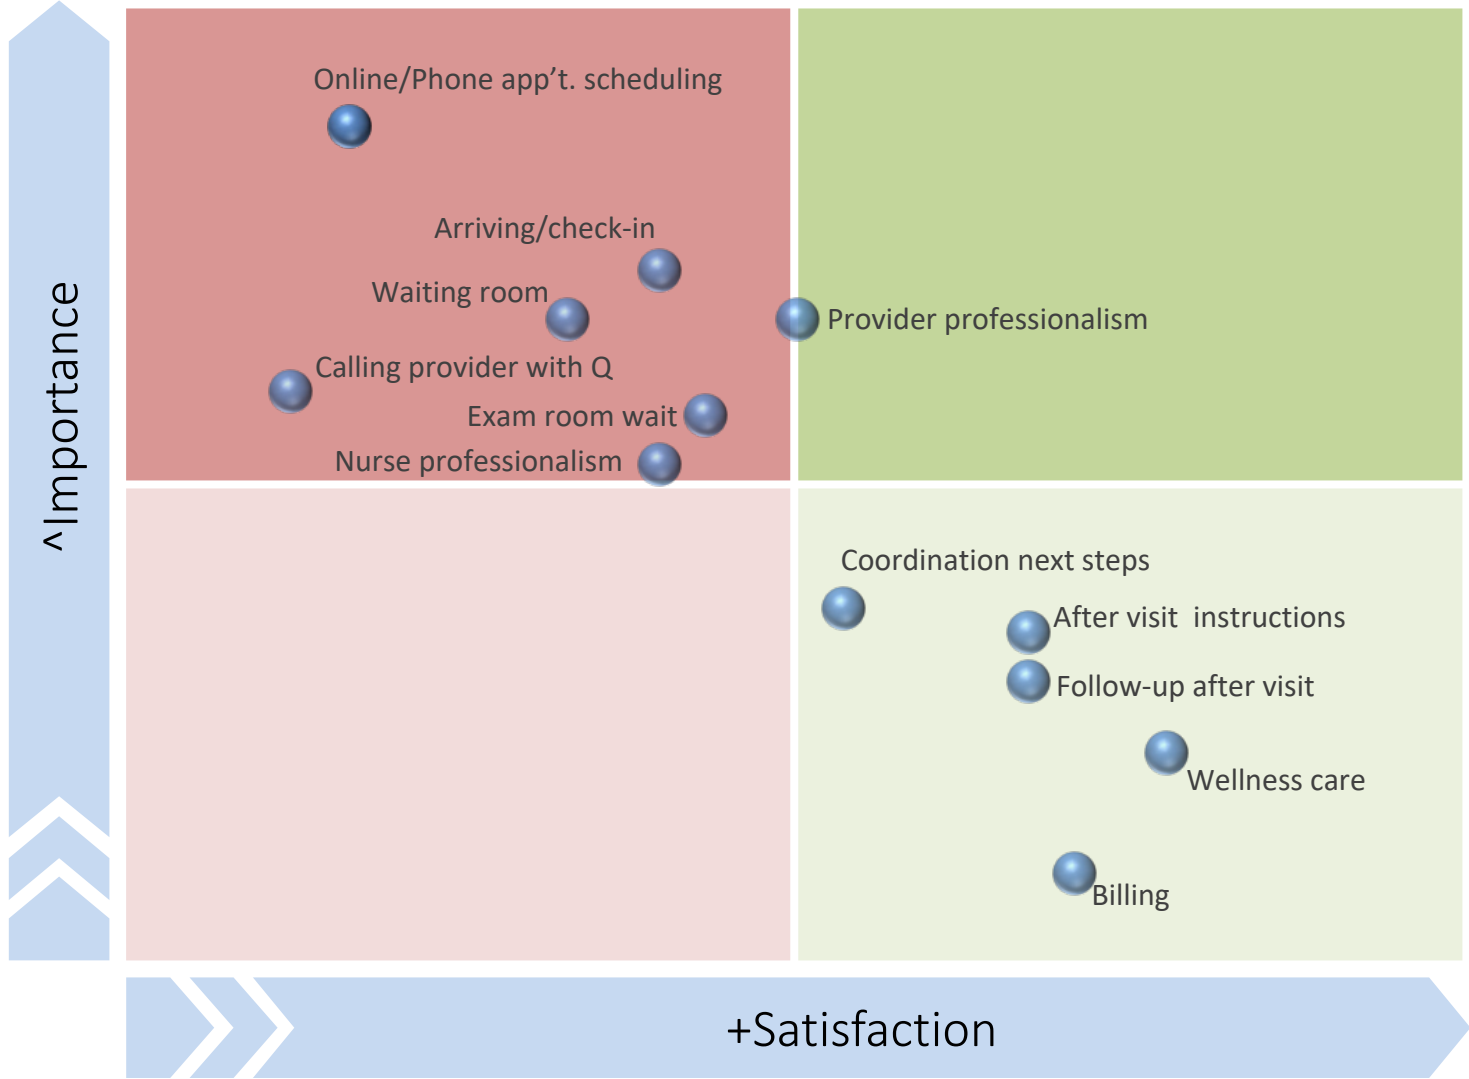 Online/Phone app’t. scheduling
Arriving/check-in
Waiting room
Provider professionalism
Calling provider with Q
Exam room wait
Nurse professionalism
^Importance
Coordination next steps
After visit  instructions
Follow-up after visit
Wellness care
Billing
+Satisfaction